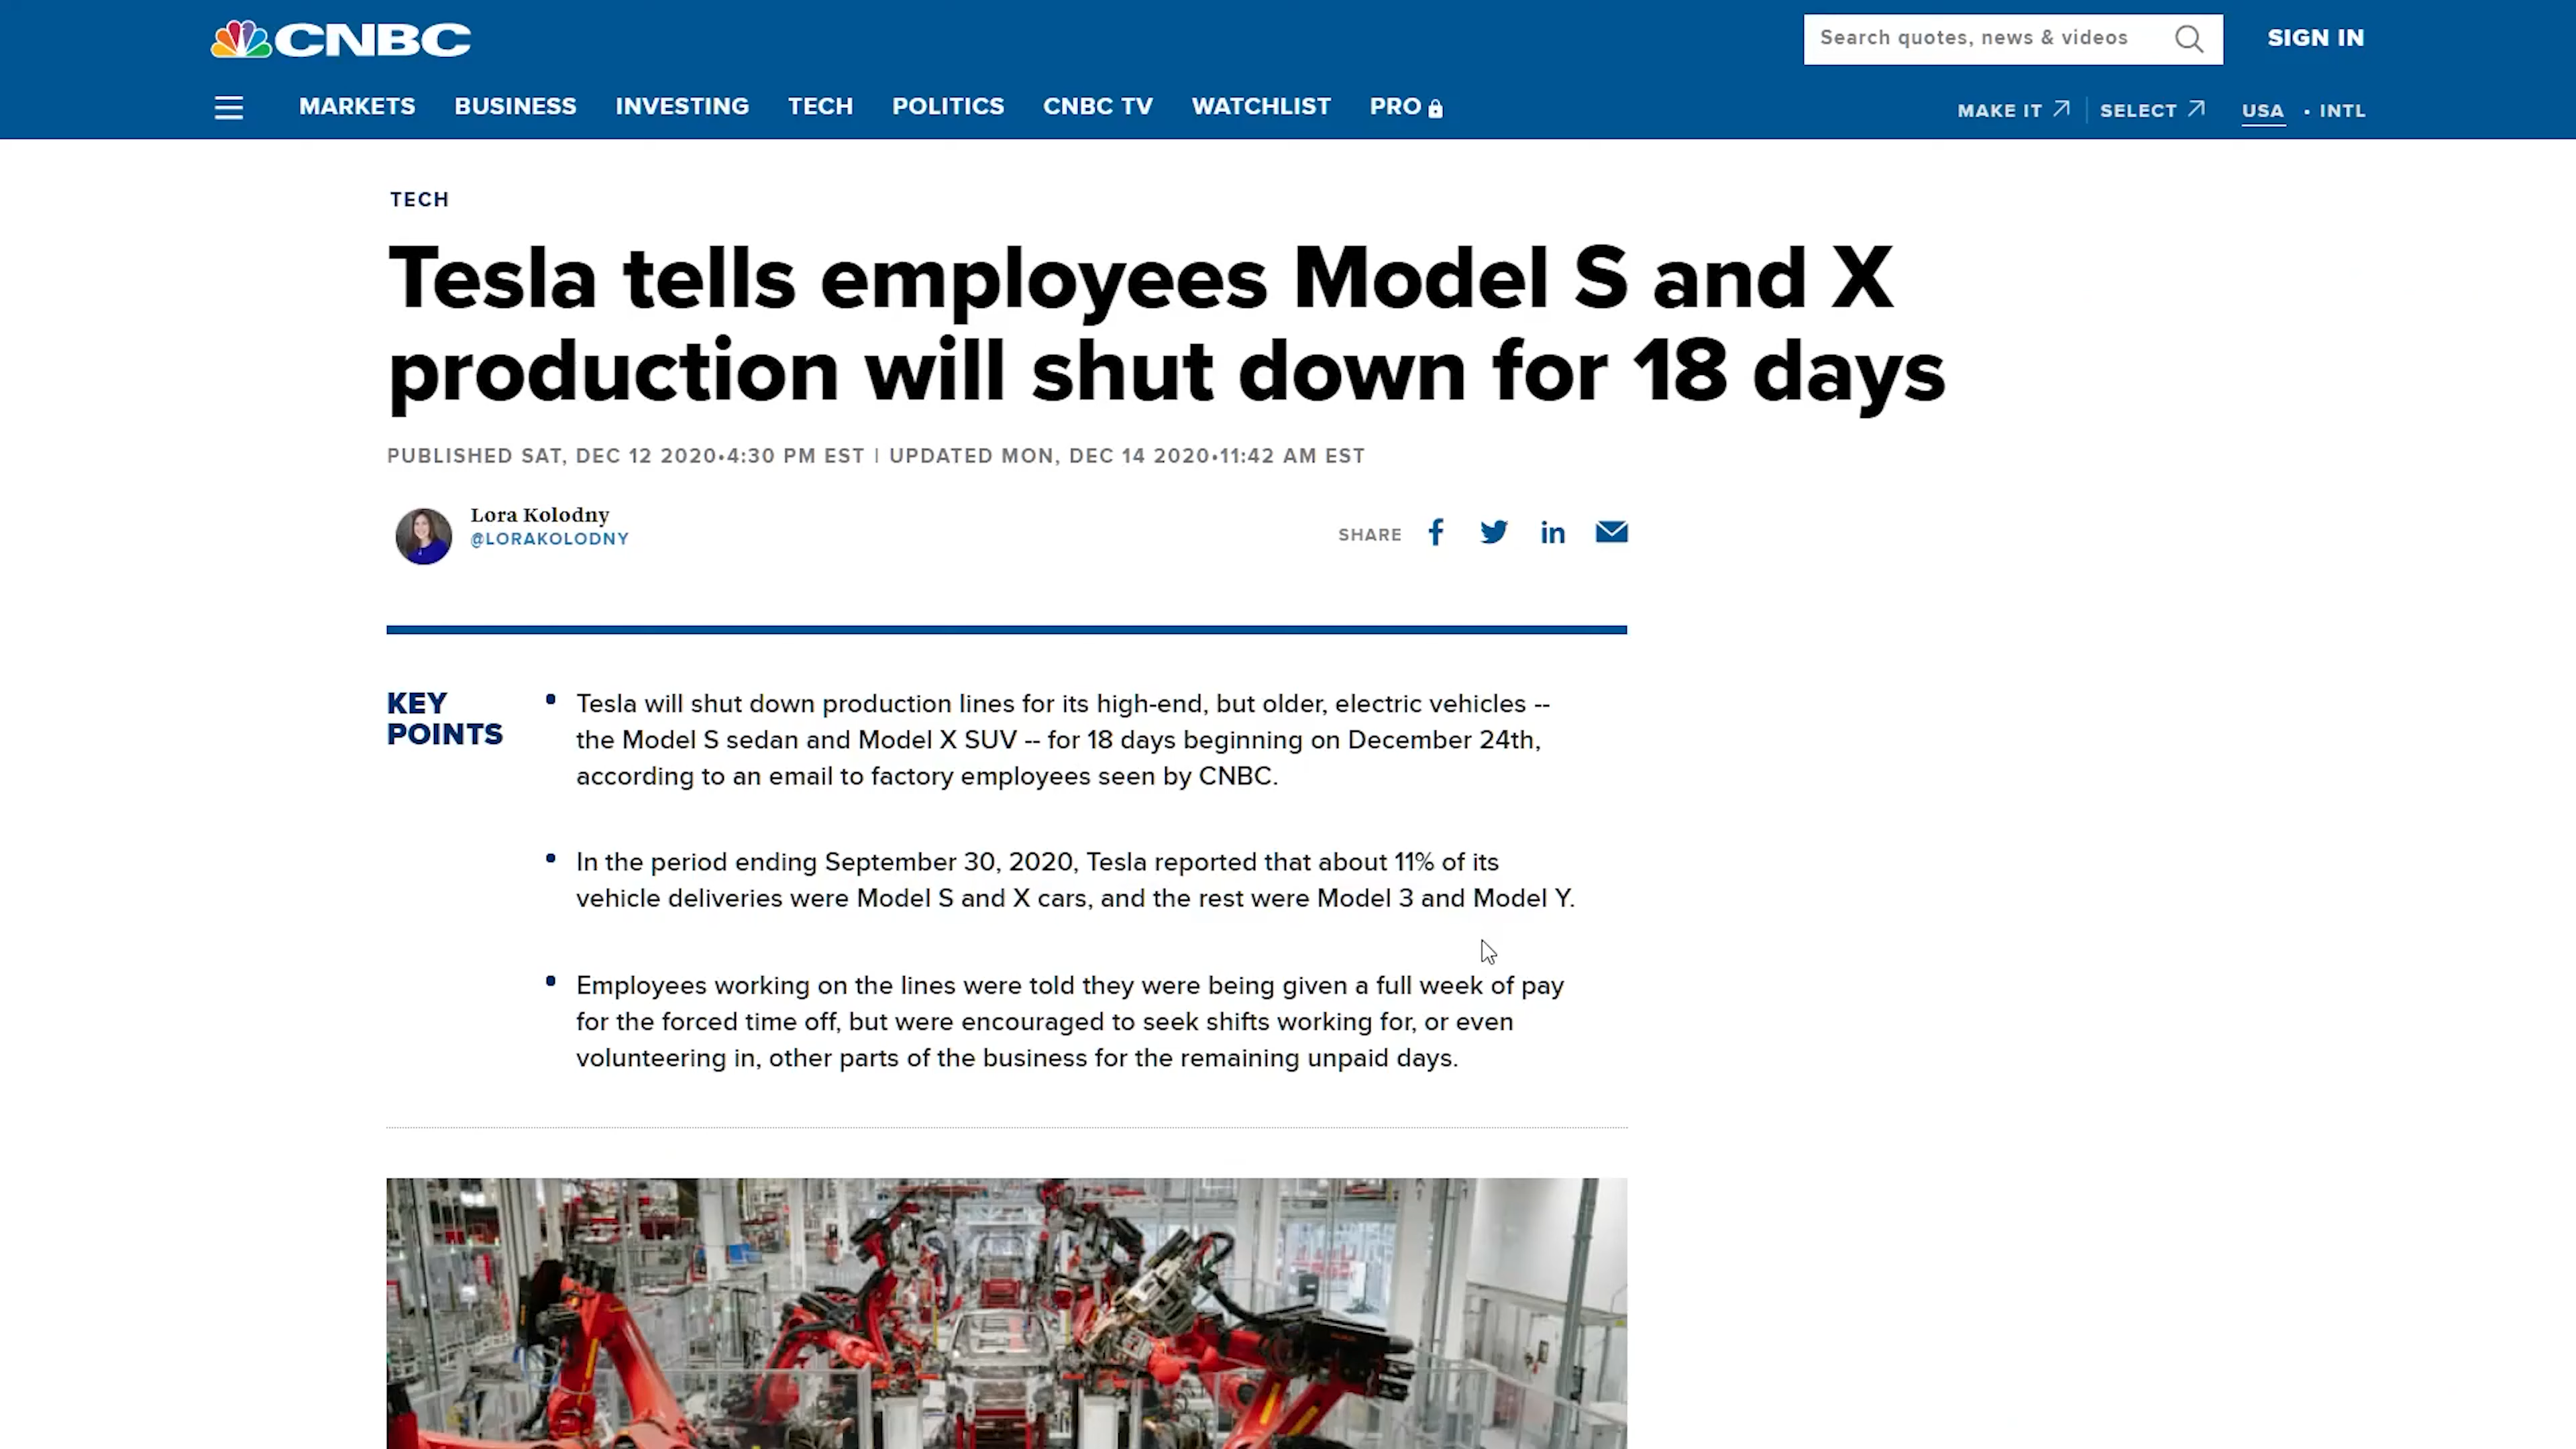 CNBC
Search quotes, news & videos
SIGN IN
MARKETS BUSINESS INVESTING TECH POLITICS CNBC TV WATCHLIST PRO
MAKE IT SELECT USA • INTL
TECH
Tesla tells employees Model S and X
production will shut down for 18 days
PUBLISHED SAT, DEC 12 2020•4:30 PM EST | UPDATED MON, DEC 14 2020•11:42 AM EST
Lora Kolodny
@LORAKOLODNY
SHARE
KEY
POINTS
• Tesla will shut down production lines for its high-end, but older, electric vehicles --
the Model S sedan and Model X SUV -- for 18 days beginning on December 24th,
according to an email to factory employees seen by CNBC.
• In the period ending September 30, 2020, Tesla reported that about 11% of its
vehicle deliveries were Model S and X cars, and the rest were Model 3 and Model Y.
• Employees working on the lines were told they were being given a full week of pay
for the forced time off, but were encouraged to seek shifts working for, or even
volunteering in, other parts of the business for the remaining unpaid days.